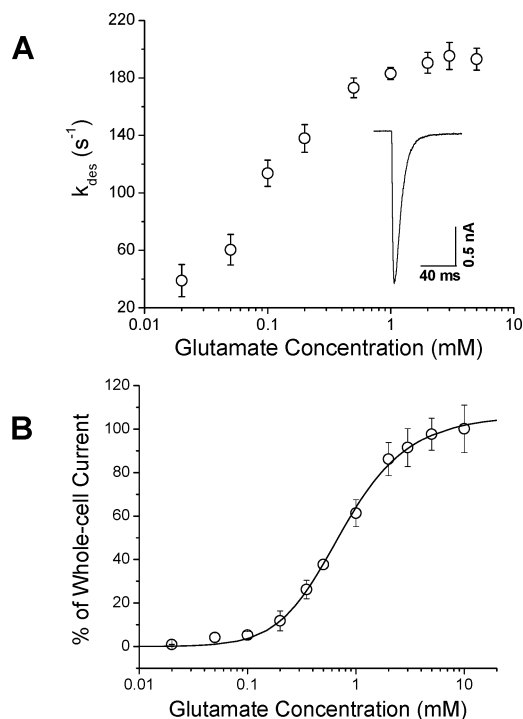 A
220
180
140
100
60
20
k_des (s⁻¹)
0.5 nA
40 ms
0.01
0.1
1
10
Glutamate Concentration (mM)
B
120
100
80
60
40
20
0
% of Whole-cell Current
0.01
0.1
1
10
Glutamate Concentration (mM)